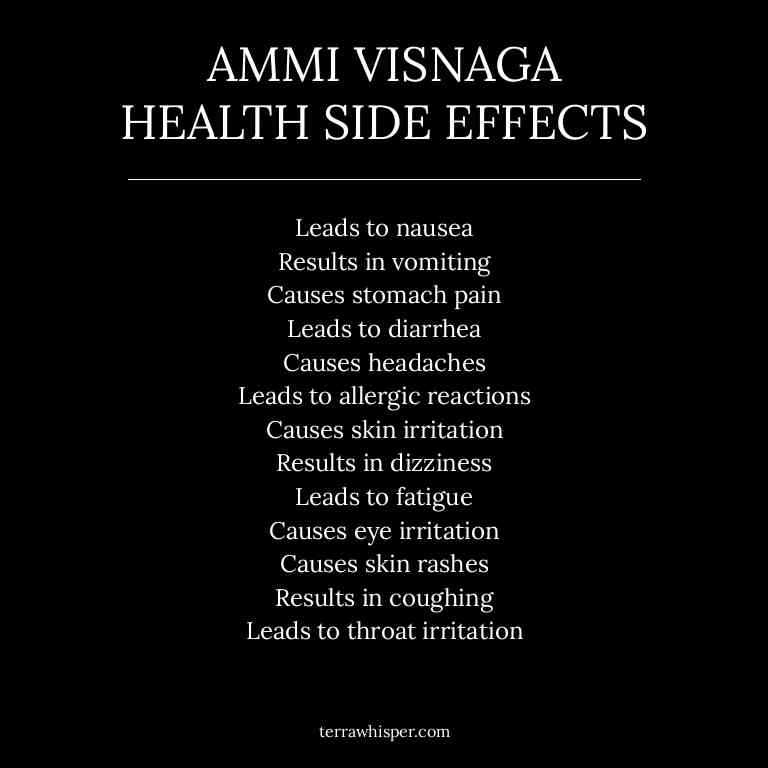 AMMI VISNAGA
HEALTH SIDE EFFECTS
Leads to nausea
Results in vomiting
Causes stomach pain
Leads to diarrhea
Causes headaches
Leads to allergic reactions
Causes skin irritation
Results in dizziness
Leads to fatigue
Causes eye irritation
Causes skin rashes
Results in coughing
Leads to throat irritation
terrawhisper.com